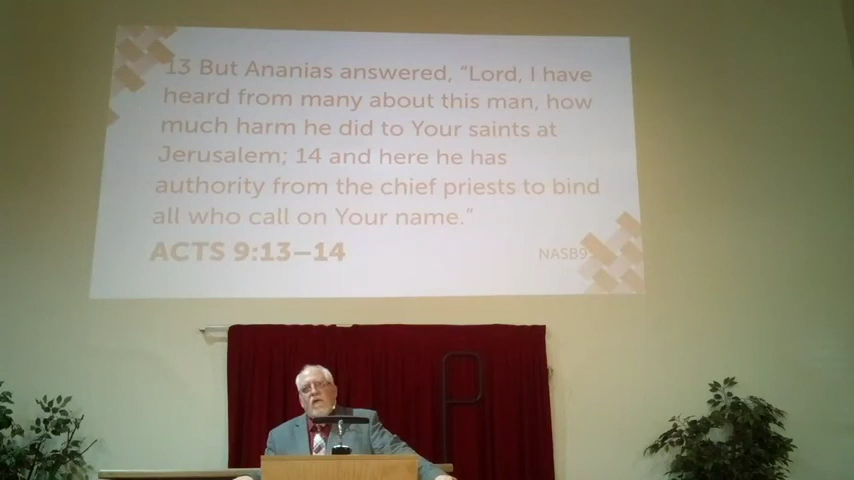 13 But Ananias answered, “Lord, I have
heard from many about this man, how
much harm he did to Your saints at
Jerusalem; 14 and here he has
authority from the chief priests to bind
all who call on Your name.”
ACTS 9:13–14